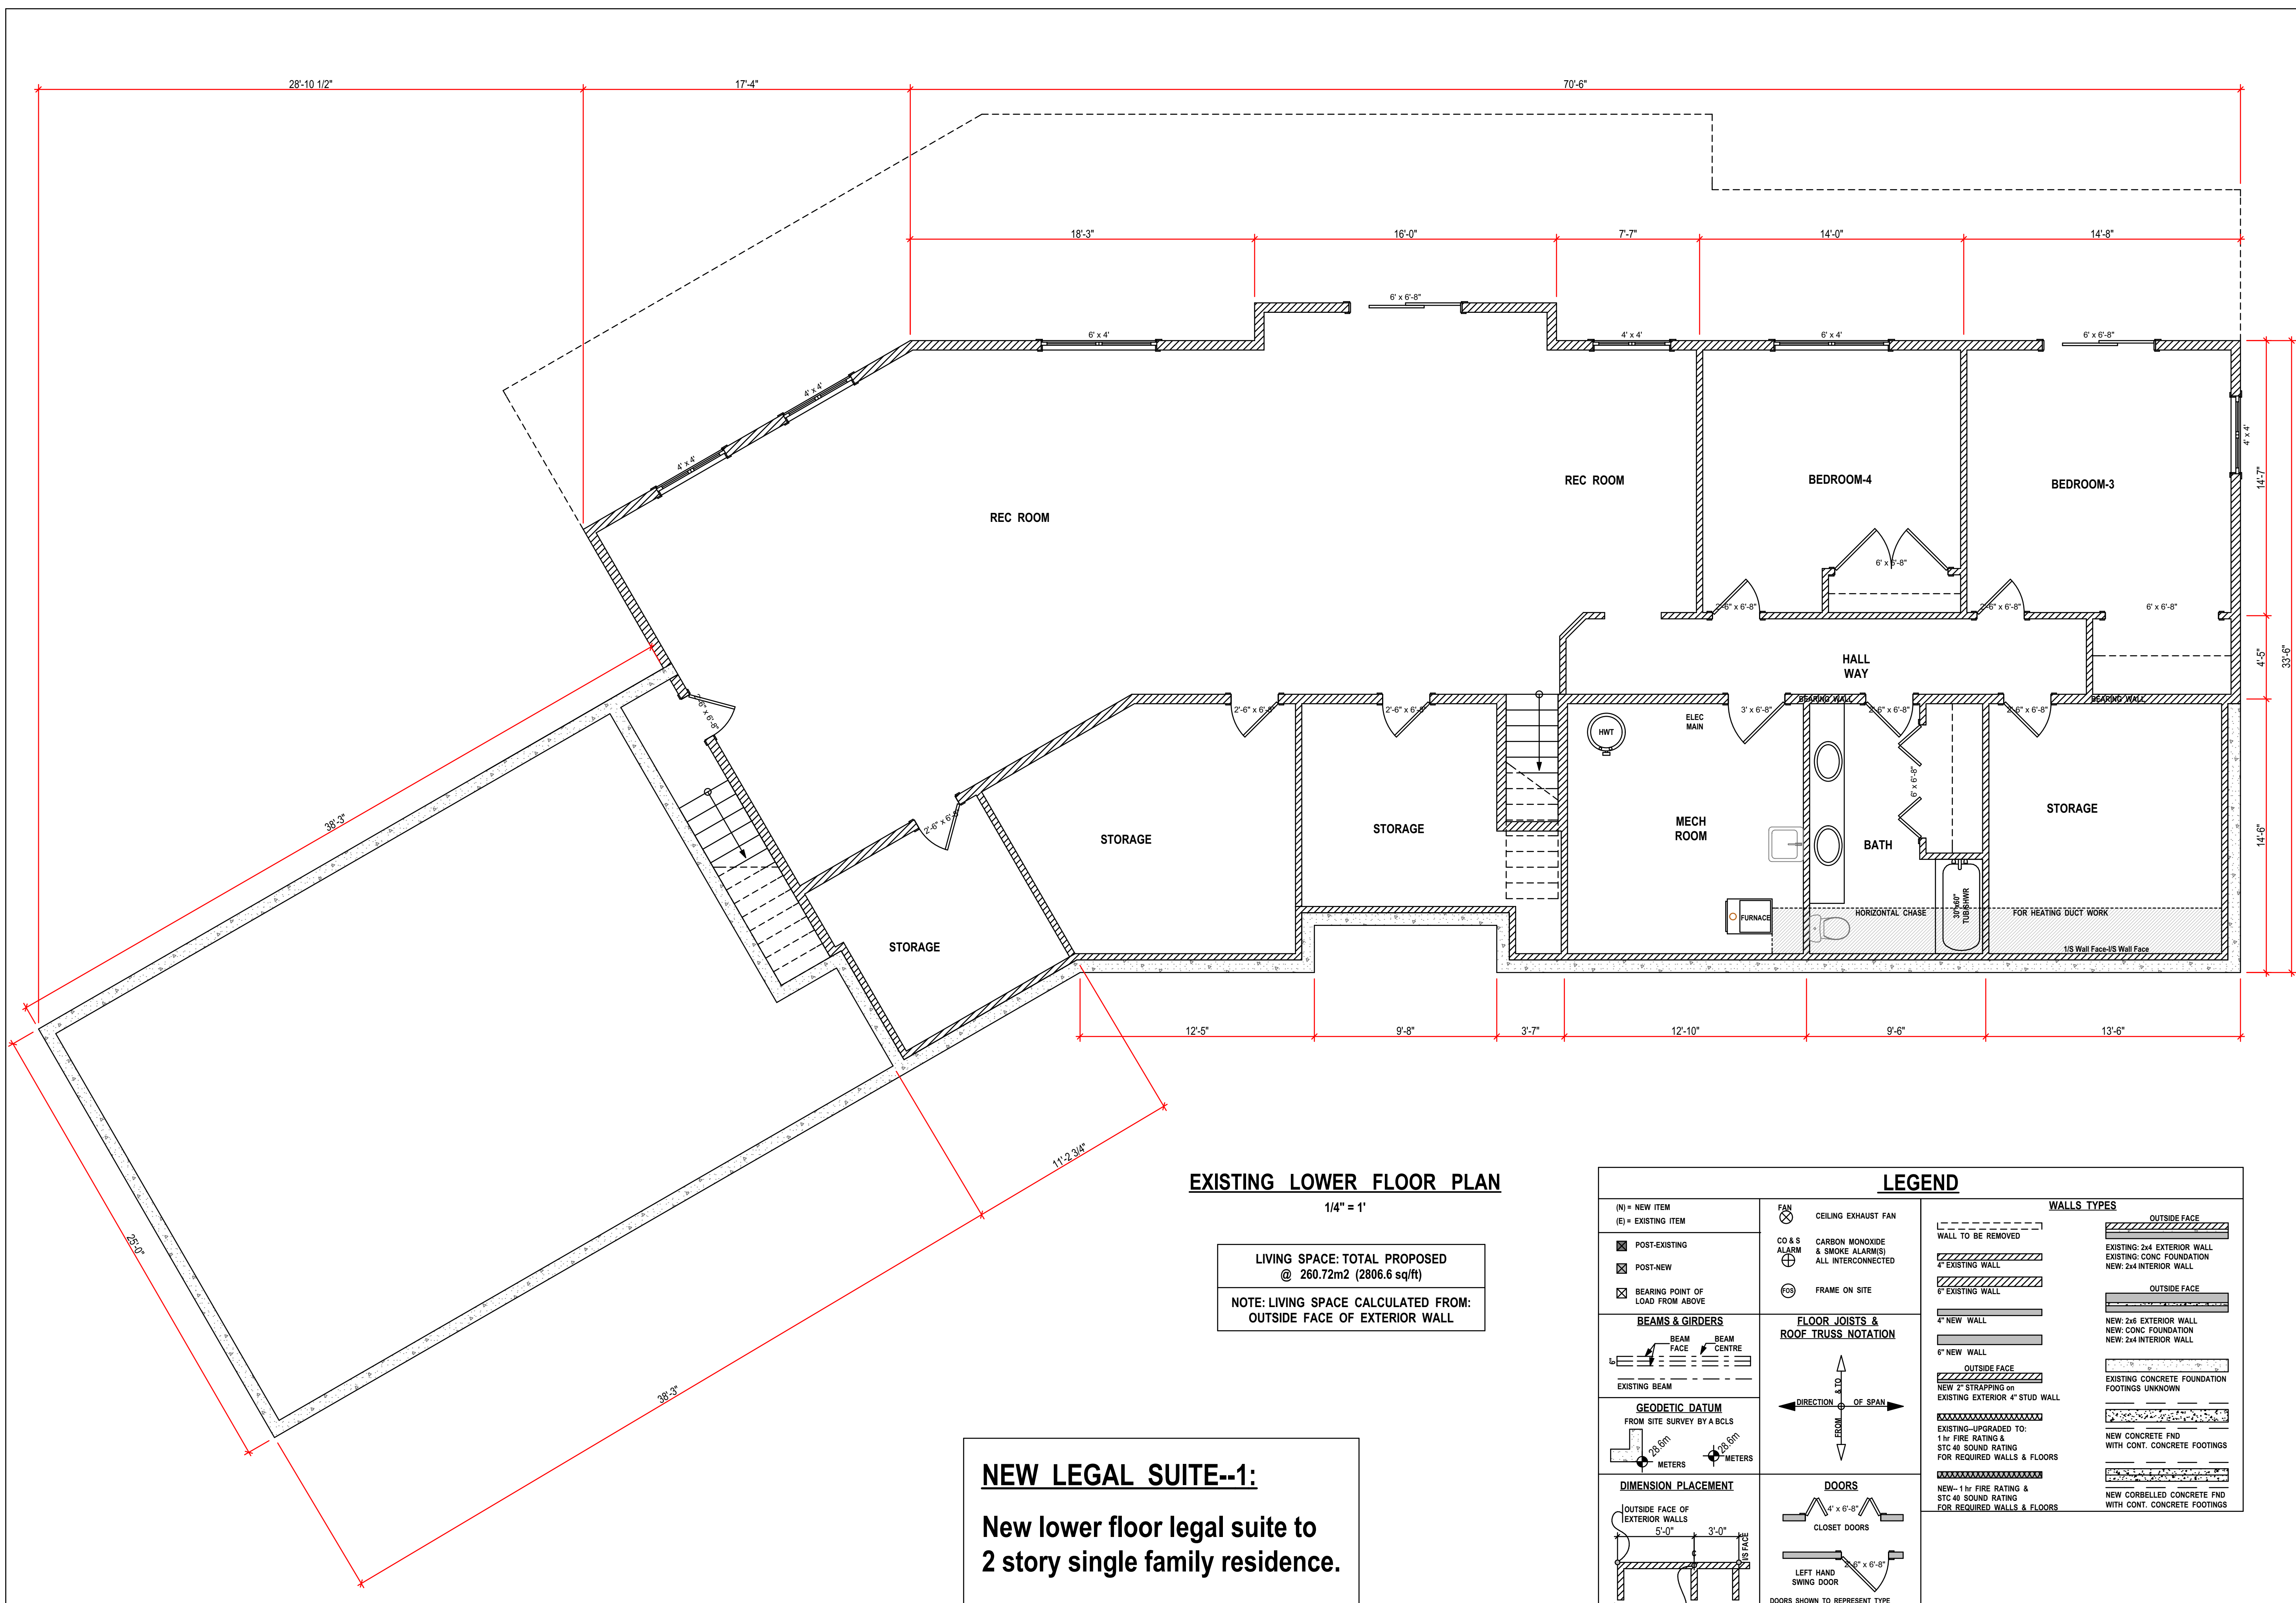 28'-10 1/2"
17'-4"
70'-6"
18'-3"
16'-0"
7'-7"
14'-0"
14'-8"
6' x 6'-8"
6' x 4'
4' x 4'
6' x 4'
6' x 6'-8"
4' x 4'
4' x 4'
4' x 4'
14'-7"
4'-5"
33'-6"
14'-6"
REC ROOM
REC ROOM
BEDROOM-4
BEDROOM-3
6' x 6'-8"
2'-6" x 6'-8"
2'-6" x 6'-8"
6' x 6'-8"
HALL
WAY
BEARING WALL
BEARING WALL
2'-6" x 6'-8"
2'-6" x 6'-8"
2'-6" x 6'-8"
3' x 6'-8"
2'-6" x 6'-8"
2'-6" x 6'-8"
HWT
ELEC
MAIN
6' x 6'-8"
38'-3"
2'-6" x 6'-8"
STORAGE
STORAGE
MECH
ROOM
BATH
STORAGE
STORAGE
30"x60"
TUB/SHWR
FURNACE
HORIZONTAL CHASE
FOR HEATING DUCT WORK
1/S Wall Face-I/S Wall Face
12'-5"
9'-8"
3'-7"
12'-10"
9'-6"
13'-6"
11'-2 3/4"
25'-0"
38'-3"
EXISTING LOWER FLOOR PLAN
1/4" = 1'
LIVING SPACE: TOTAL PROPOSED
@ 260.72m2 (2806.6 sq/ft)
NOTE: LIVING SPACE CALCULATED FROM:
OUTSIDE FACE OF EXTERIOR WALL
NEW LEGAL SUITE--1:
New lower floor legal suite to
2 story single family residence.
LEGEND
(N) = NEW ITEM
(E) = EXISTING ITEM
POST-EXISTING
POST-NEW
BEARING POINT OF
LOAD FROM ABOVE
FAN
CEILING EXHAUST FAN
CO & S
ALARM
CARBON MONOXIDE
& SMOKE ALARM(S)
ALL INTERCONNECTED
FOS
FRAME ON SITE
BEAMS & GIRDERS
BEAM
FACE
BEAM
CENTRE
6"
EXISTING BEAM
FLOOR JOISTS &
ROOF TRUSS NOTATION
DIRECTION
OF SPAN
FROM
& TO
GEODETIC DATUM
FROM SITE SURVEY BY A BCLS
28.6m
METERS
28.6m
METERS
DIMENSION PLACEMENT
OUTSIDE FACE OF
EXTERIOR WALLS
5'-0"
3'-0"
I/S FACE
DOORS
4' x 6'-8"
CLOSET DOORS
2'-6" x 6'-8"
LEFT HAND
SWING DOOR
DOORS SHOWN TO REPRESENT TYPE
WALLS TYPES
WALL TO BE REMOVED
4" EXISTING WALL
6" EXISTING WALL
4" NEW WALL
6" NEW WALL
OUTSIDE FACE
NEW 2" STRAPPING on
EXISTING EXTERIOR 4" STUD WALL
EXISTING--UPGRADED TO:
1 hr FIRE RATING &
STC 40 SOUND RATING
FOR REQUIRED WALLS & FLOORS
NEW-- 1 hr FIRE RATING &
STC 40 SOUND RATING
FOR REQUIRED WALLS & FLOORS
OUTSIDE FACE
EXISTING: 2x4 EXTERIOR WALL
EXISTING: CONC FOUNDATION
NEW: 2x4 INTERIOR WALL
OUTSIDE FACE
NEW: 2x6 EXTERIOR WALL
NEW: CONC FOUNDATION
NEW: 2x4 INTERIOR WALL
EXISTING CONCRETE FOUNDATION
FOOTINGS UNKNOWN
NEW CONCRETE FND
WITH CONT. CONCRETE FOOTINGS
NEW CORBELLED CONCRETE FND
WITH CONT. CONCRETE FOOTINGS